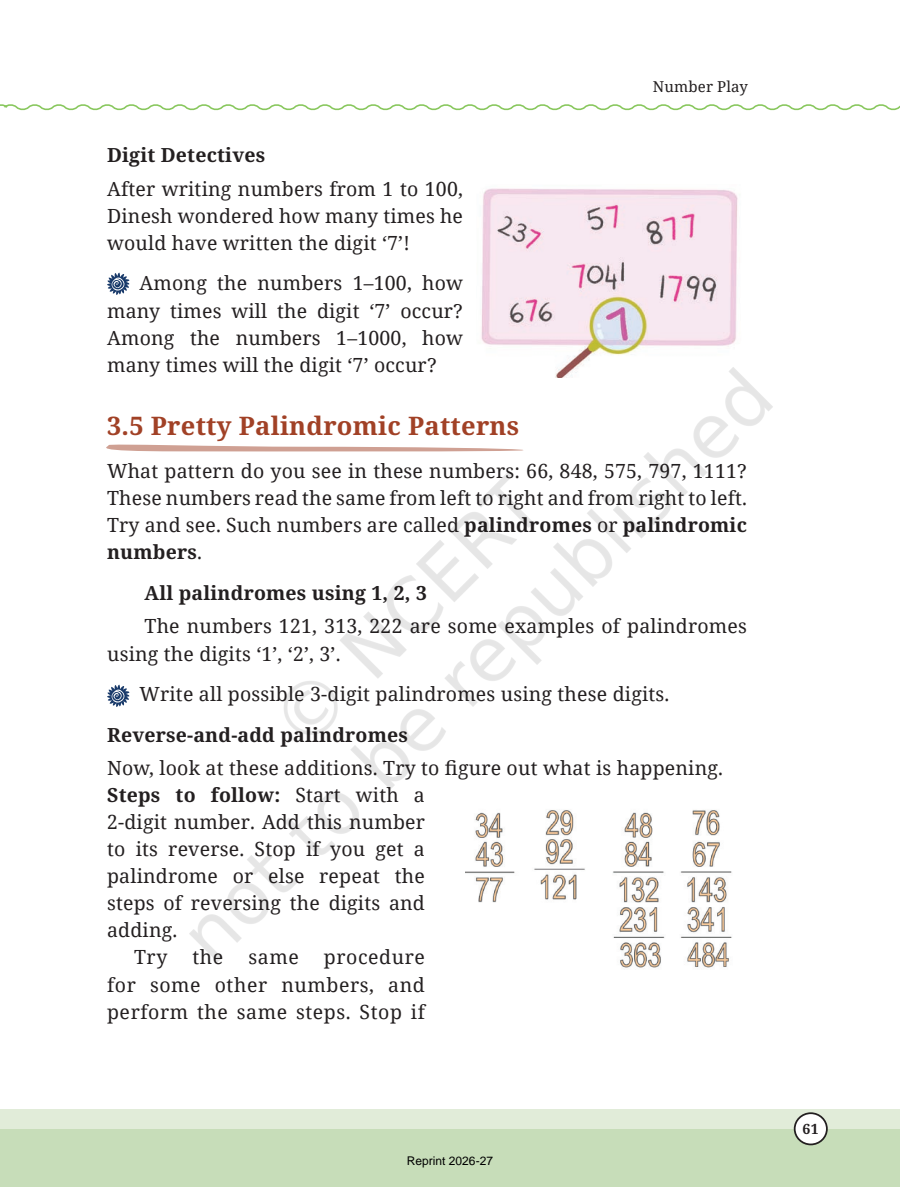 Number Play
Digit Detectives
After writing numbers from 1 to 100,
Dinesh wondered how many times he
would have written the digit ‘7’!
Among the numbers 1–100, how
many times will the digit ‘7’ occur?
Among the numbers 1–1000, how
many times will the digit ‘7’ occur?
237 57 877
7041 1799
676 7
3.5 Pretty Palindromic Patterns
What pattern do you see in these numbers: 66, 848, 575, 797, 1111?
These numbers read the same from left to right and from right to left.
Try and see. Such numbers are called palindromes or palindromic
numbers.
All palindromes using 1, 2, 3
The numbers 121, 313, 222 are some examples of palindromes
using the digits ‘1’, ‘2’, 3’.
Write all possible 3-digit palindromes using these digits.
Reverse-and-add palindromes
Now, look at these additions. Try to figure out what is happening.
Steps to follow: Start with a
2-digit number. Add this number
to its reverse. Stop if you get a
palindrome or else repeat the
steps of reversing the digits and
adding.
Try the same procedure
for some other numbers, and
perform the same steps. Stop if
34 29 48 76
43 92 84 67
77 121 132 143
231 341
363 484
© NCERT
not to be republished
61
Reprint 2026-27